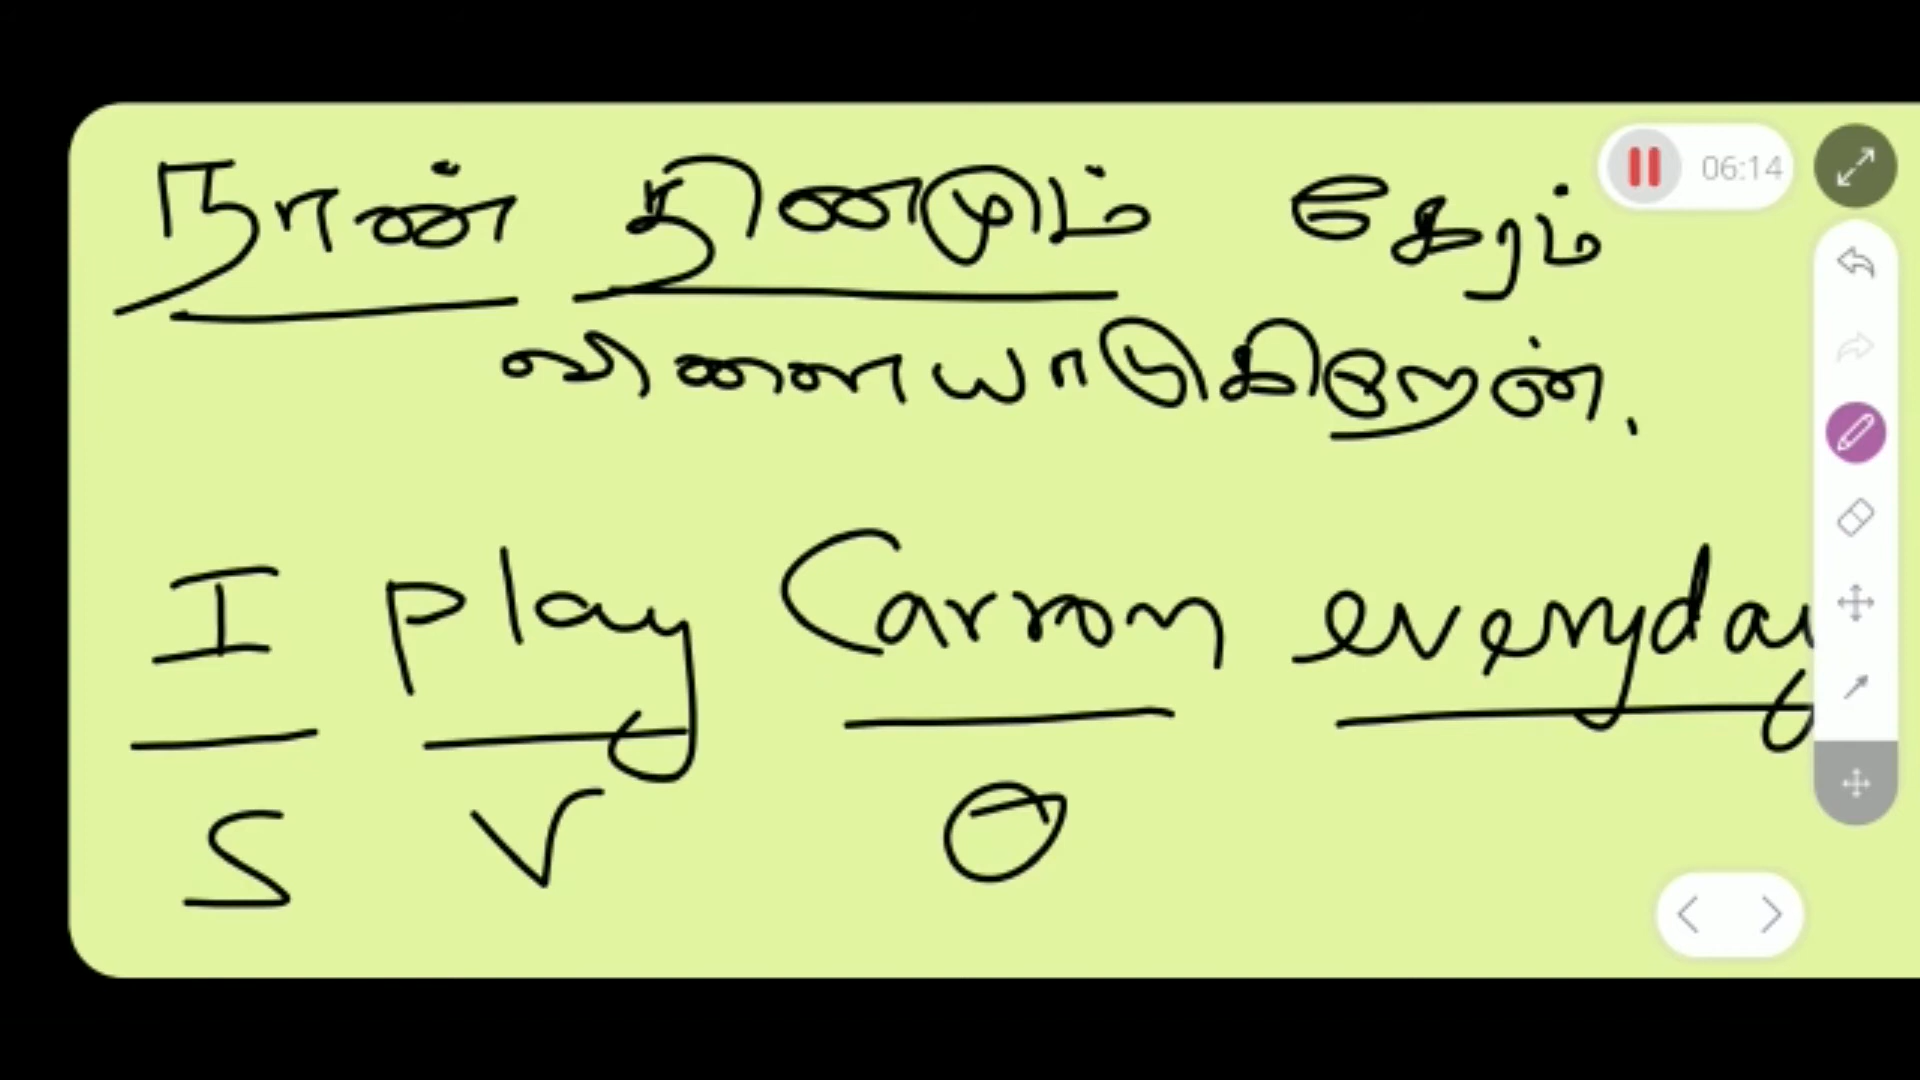 நான் தினமும் கேரம்
விளையாடுகிறேன்.
I play Carrom everyday
S V O
06:14